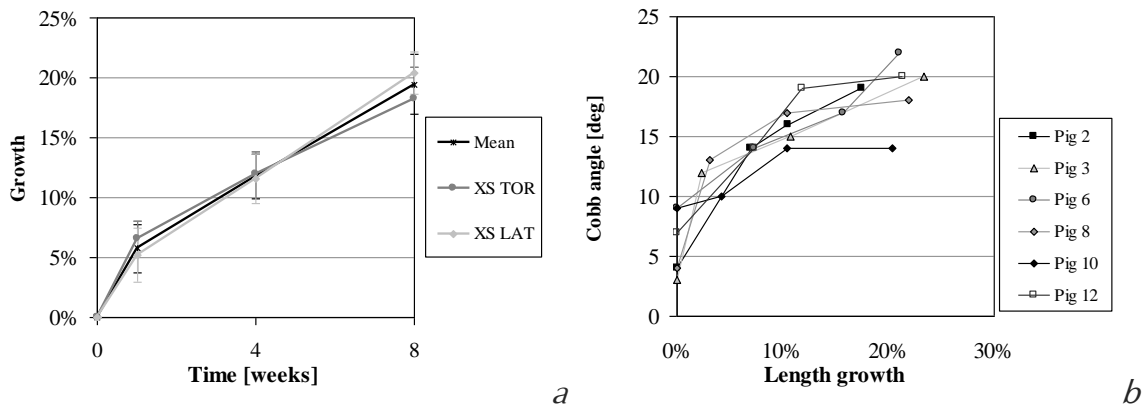 25%
20%
15%
10%
5%
0%
Growth
0
4
8
Time [weeks]
Mean
XS TOR
XS LAT
a
25
20
15
10
5
0
Cobb angle [deg]
0%
10%
20%
30%
Length growth
Pig 2
Pig 3
Pig 6
Pig 8
Pig 10
Pig 12
b